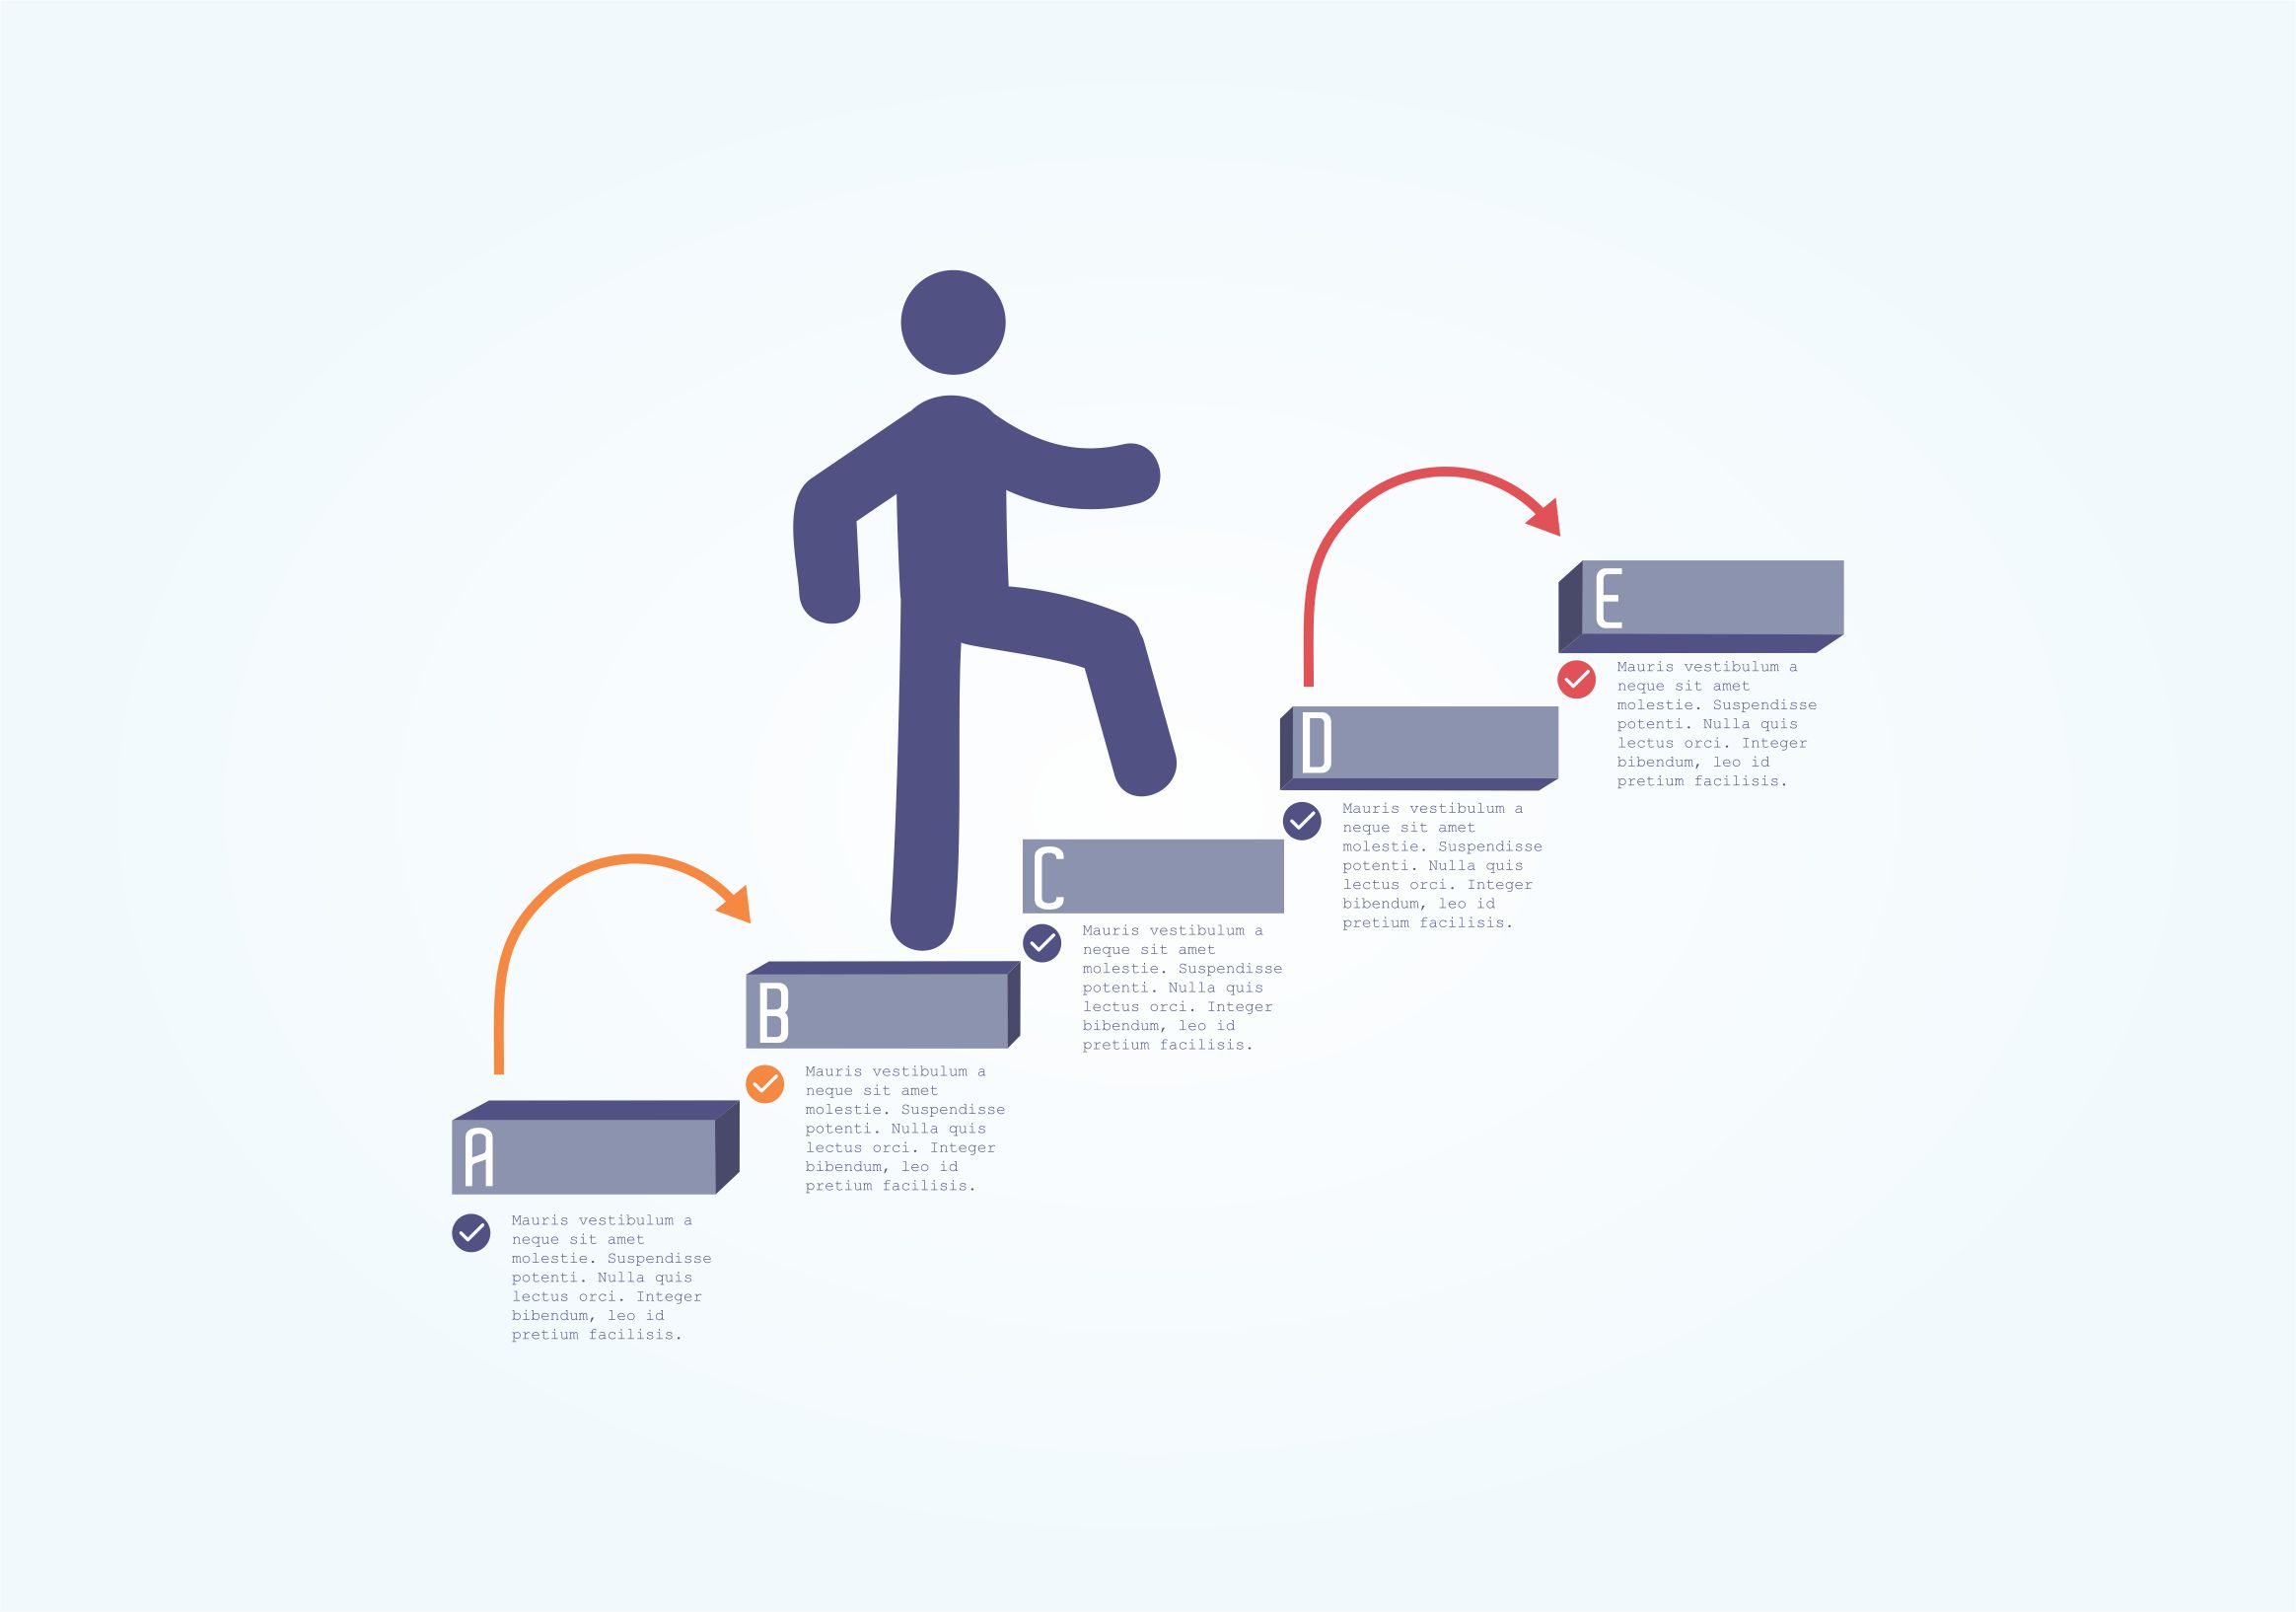 A
Mauris vestibulum a
neque sit amet
molestie. Suspendisse
potenti. Nulla quis
lectus orci. Integer
bibendum, leo id
pretium facilisis.
B
Mauris vestibulum a
neque sit amet
molestie. Suspendisse
potenti. Nulla quis
lectus orci. Integer
bibendum, leo id
pretium facilisis.
C
Mauris vestibulum a
neque sit amet
molestie. Suspendisse
potenti. Nulla quis
lectus orci. Integer
bibendum, leo id
pretium facilisis.
D
Mauris vestibulum a
neque sit amet
molestie. Suspendisse
potenti. Nulla quis
lectus orci. Integer
bibendum, leo id
pretium facilisis.
E
Mauris vestibulum a
neque sit amet
molestie. Suspendisse
potenti. Nulla quis
lectus orci. Integer
bibendum, leo id
pretium facilisis.